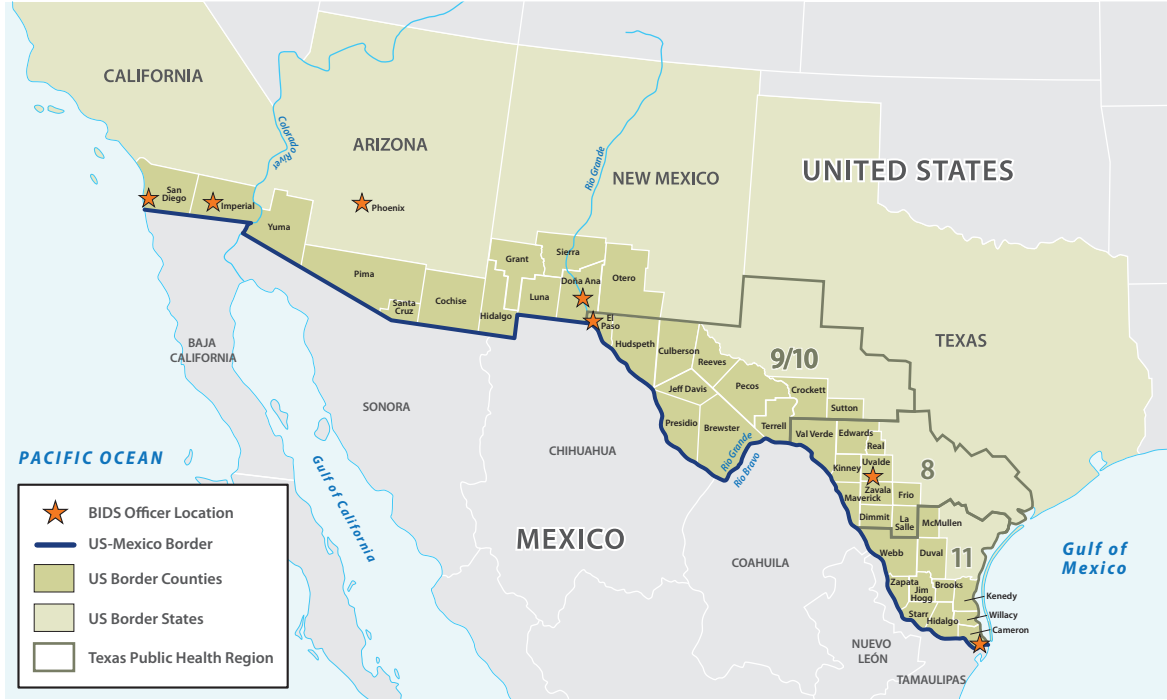 CALIFORNIA
ARIZONA
NEW MEXICO
UNITED STATES
TEXAS
Colorado River
Rio Grande
San
Diego
Imperial
Phoenix
Yuma
Pima
Santa
Cruz
Cochise
Hidalgo
Grant
Luna
Sierra
Doña Ana
Otero
El
Paso
Hudspeth
Culberson
Reeves
Jeff Davis
Pecos
Presidio
Brewster
Terrell
Crockett
Sutton
Val Verde
Edwards
Real
Kinney
Uvalde
Maverick
Zavala
Frio
Dimmit
La
Salle
McMullen
Webb
Duval
Zapata
Jim
Hogg
Brooks
Kenedy
Starr
Hidalgo
Willacy
Cameron
9/10
8
11
Rio Grande
Rio Bravo
BAJA
CALIFORNIA
SONORA
CHIHUAHUA
COAHUILA
NUEVO
LEÓN
TAMAULIPAS
MEXICO
PACIFIC OCEAN
Gulf of California
Gulf of
Mexico
BIDS Officer Location
US-Mexico Border
US Border Counties
US Border States
Texas Public Health Region